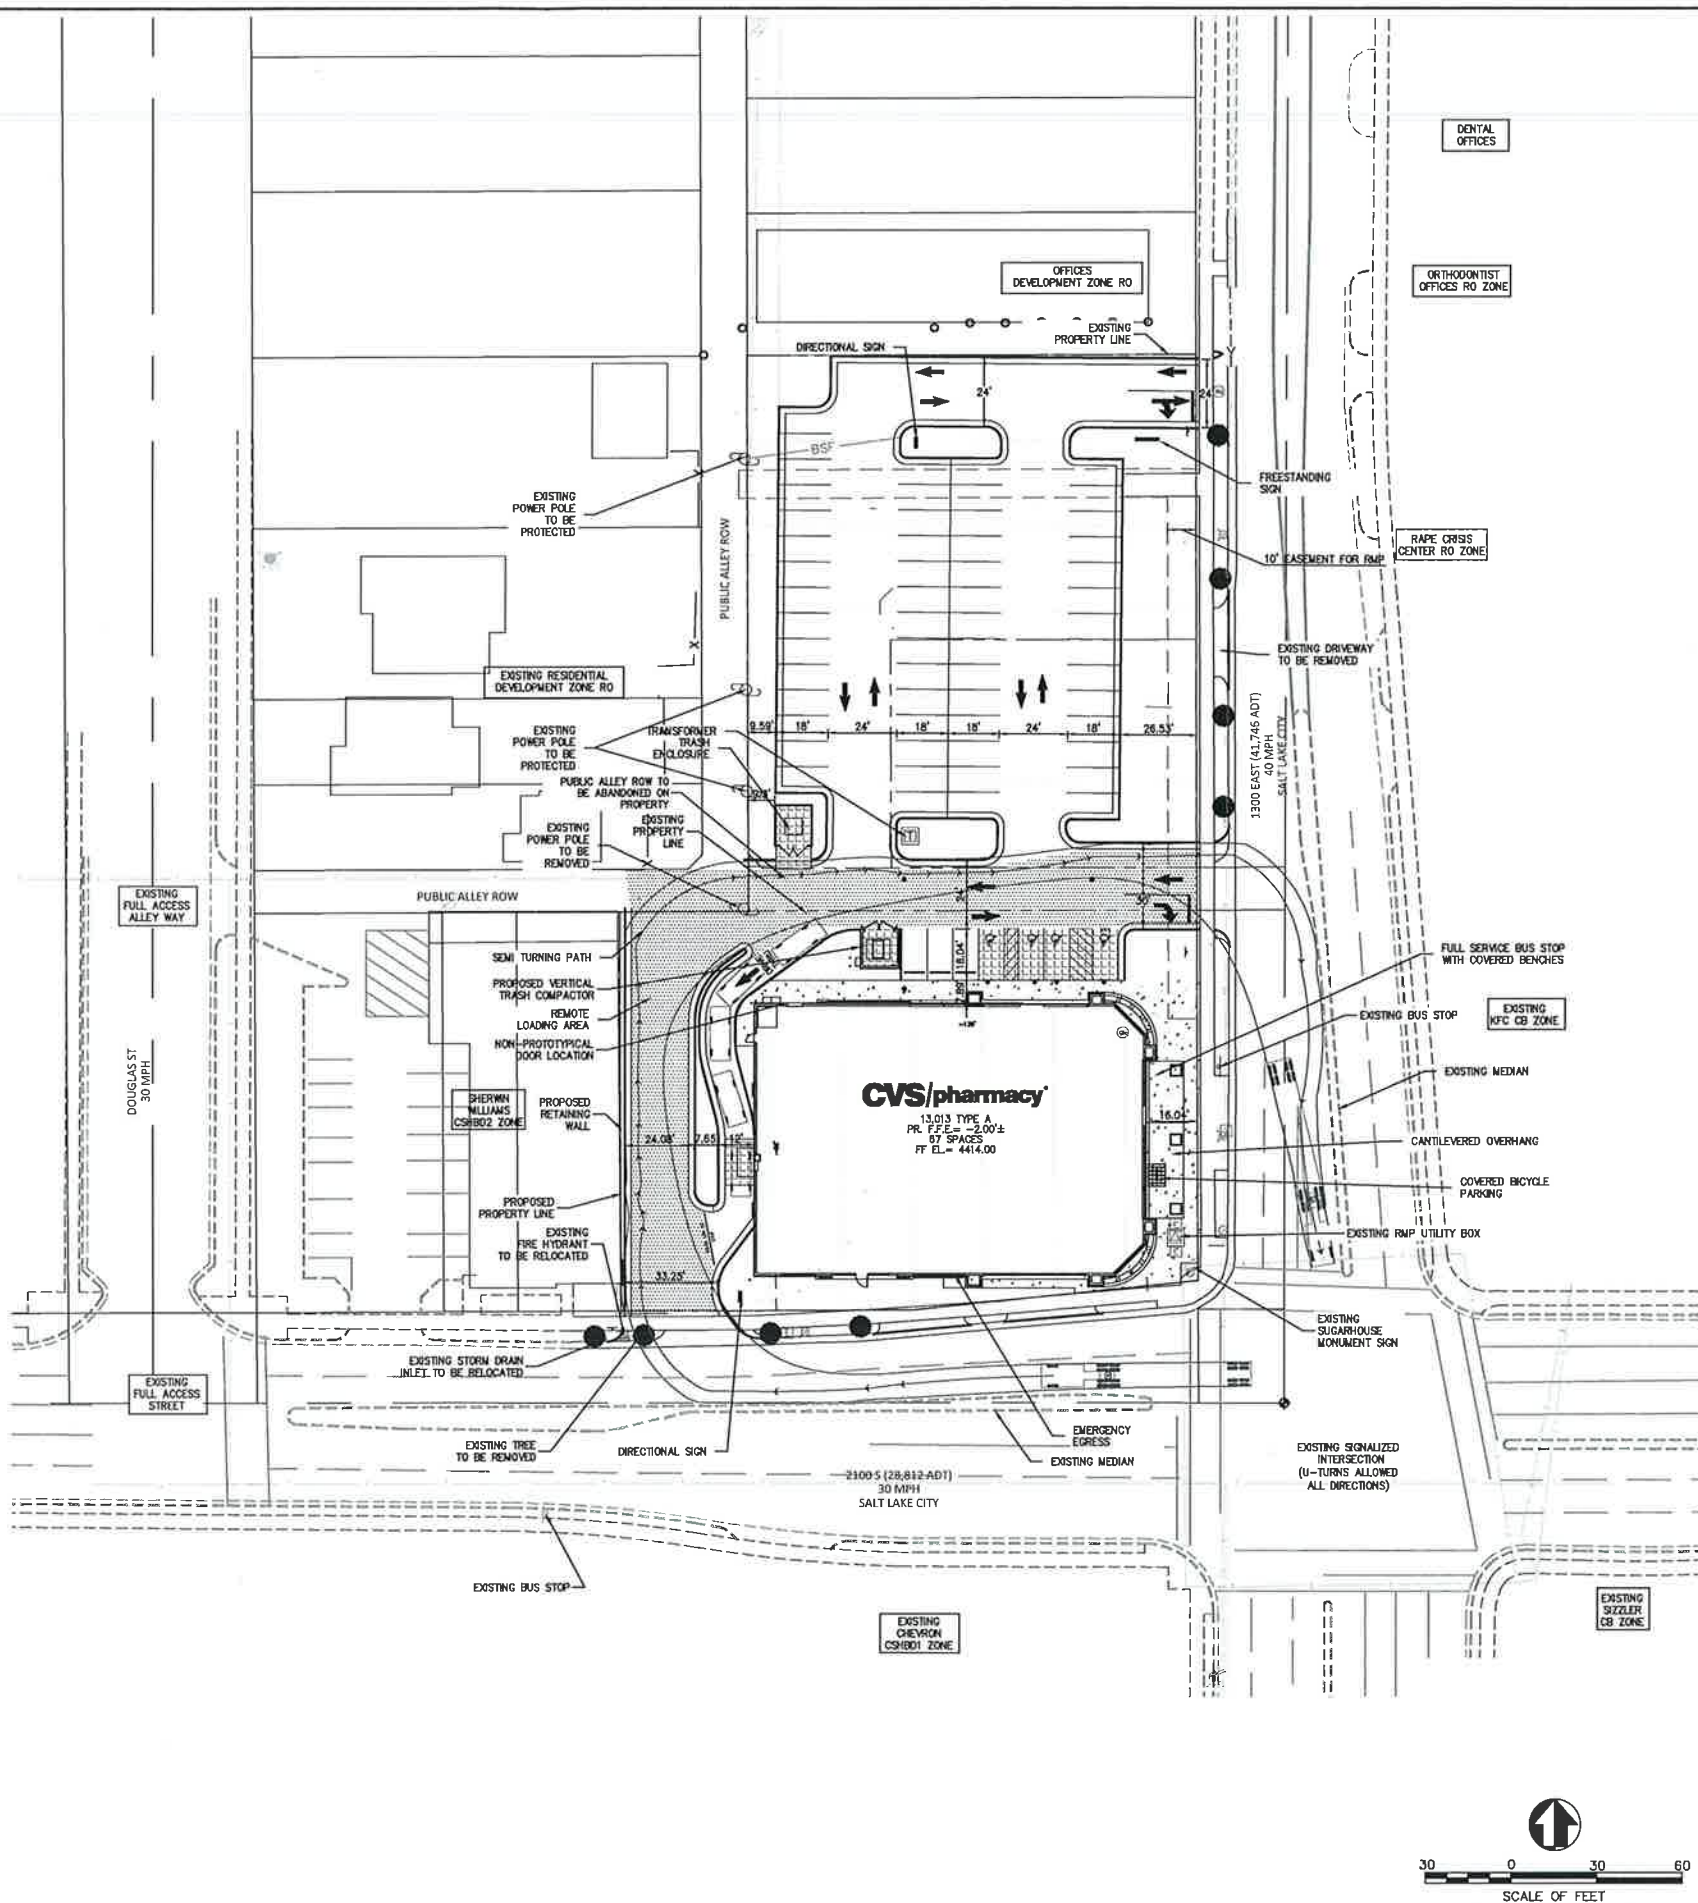 DENTAL
OFFICES
OFFICES
DEVELOPMENT ZONE RO
ORTHODONTIST
OFFICES RO ZONE
EXISTING
PROPERTY LINE
DIRECTIONAL SIGN
24'
24'
BSF
FREESTANDING
SIGN
EXISTING
POWER POLE
TO BE
PROTECTED
PUBLIC ALLEY ROW
RAPE CRISIS
CENTER RO ZONE
10' EASEMENT FOR RMP
EXISTING DRIVEWAY
TO BE REMOVED
EXISTING RESIDENTIAL
DEVELOPMENT ZONE RO
1300 EAST (41,746 ADT)
40 MPH
SALT LAKE CITY
9.59'
18'
24'
18'
18'
24'
18'
26.53'
EXISTING
POWER POLE
TO BE
PROTECTED
TRANSFORMER
TRASH
ENCLOSURE
PUBLIC ALLEY ROW TO
BE ABANDONED ON
PROPERTY
EXISTING
PROPERTY
LINE
EXISTING
POWER POLE
TO BE
REMOVED
T
EXISTING
FULL ACCESS
ALLEY WAY
PUBLIC ALLEY ROW
24'
30'
SEMI TURNING PATH
PROPOSED VERTICAL
TRASH COMPACTOR
REMOTE
LOADING AREA
NON-PROTOTYPICAL
DOOR LOCATION
18.04'
FULL SERVICE BUS STOP
WITH COVERED BENCHES
EXISTING
KFC CB ZONE
EXISTING BUS STOP
EXISTING MEDIAN
DOUGLAS ST
30 MPH
SHERWIN
WILLIAMS
CSHBD2 ZONE
PROPOSED
RETAINING
WALL
CVS/pharmacy
13,013 TYPE A
PR. F.F.E.= -2.00'±
67 SPACES
FF EL.= 4414.00
16.04'
24.08'
7.65'
12'
CANTILEVERED OVERHANG
COVERED BICYCLE
PARKING
PROPOSED
PROPERTY LINE
EXISTING
FIRE HYDRANT
TO BE RELOCATED
EXISTING RMP UTILITY BOX
33.25'
EXISTING
SUGARHOUSE
MONUMENT SIGN
EXISTING STORM DRAIN
INLET TO BE RELOCATED
EXISTING
FULL ACCESS
STREET
EXISTING TREE
TO BE REMOVED
DIRECTIONAL SIGN
EMERGENCY
EGRESS
EXISTING MEDIAN
EXISTING SIGNALIZED
INTERSECTION
(U-TURNS ALLOWED
ALL DIRECTIONS)
2100 S (28,812 ADT)
30 MPH
SALT LAKE CITY
EXISTING BUS STOP
EXISTING
CHEVRON
CSHBD1 ZONE
EXISTING
SIZZLER
CB ZONE
30 0 30 60
SCALE OF FEET